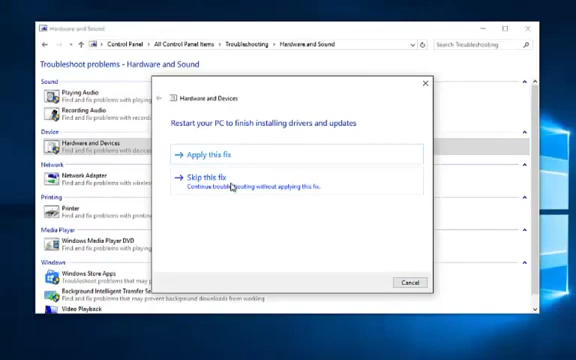 Hardware and Sound
Control Panel > All Control Panel Items > Troubleshooting > Hardware and Sound
Search Troubleshooting
Troubleshoot problems - Hardware and Sound
Sound
Playing Audio
Find and fix problems with playing
Recording Audio
Find and fix problems with
Device
Hardware and Devices
Find and fix problems with devices
Network
Network Adapter
Find and fix problems with
Printing
Printer
Find and fix problems with
Media Player
Windows Media Player DVD
Find and fix problems with
Windows
Windows Store Apps
Troubleshoot problems that may p
Background Intelligent Transfer Se
Find and fix problems that may prevent background downloads from wo
Video Playback
Hardware and Devices
Restart your PC to finish installing drivers and updates
Apply this fix
Skip this fix
Continue troubleshooting without applying this fix.
Cancel